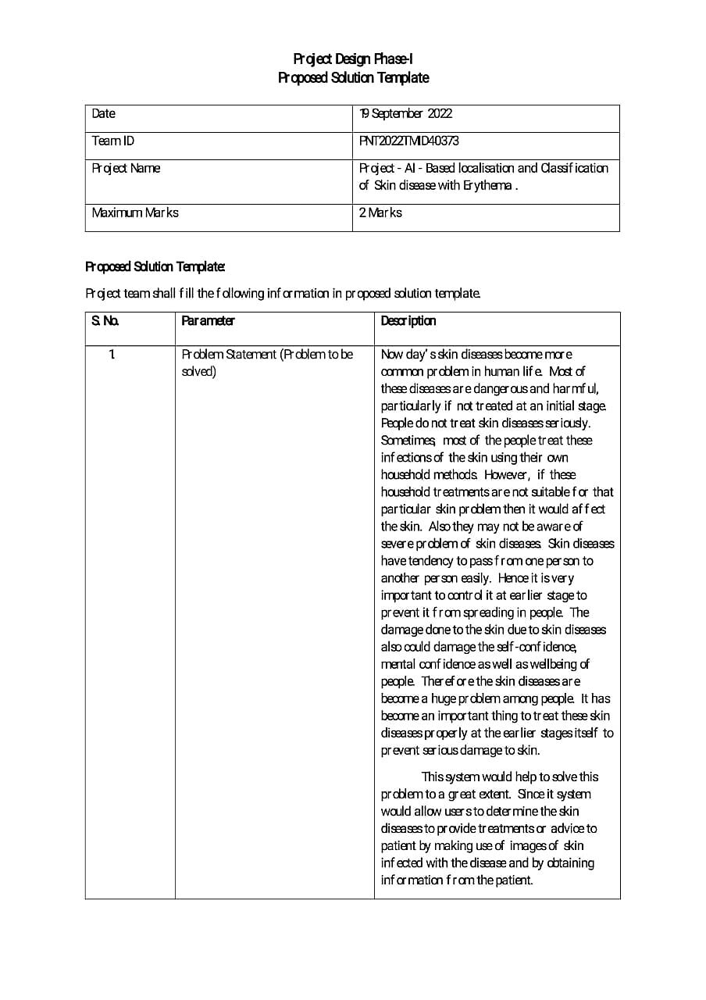 Project Design Phase-I
Proposed Solution Template
Date
19 September 2022
Team ID
PNT2022TMID40373
Project Name
Project - AI - Based localisation and Classification
of Skin disease with Erythema .
Maximum Marks
2 Marks
Proposed Solution Template:
Project team shall fill the following information in proposed solution template.
S. No.
Parameter
Description
1.
Problem Statement (Problem to be
solved)
Now day's skin diseases become more
common problem in human life. Most of
these diseases are dangerous and harmful,
particularly if not treated at an initial stage.
People do not treat skin diseases seriously.
Sometimes, most of the people treat these
infections of the skin using their own
household methods. However, if these
household treatments are not suitable for that
particular skin problem then it would affect
the skin. Also they may not be aware of
severe problem of skin diseases. Skin diseases
have tendency to pass from one person to
another person easily. Hence it is very
important to control it at earlier stage to
prevent it from spreading in people. The
damage done to the skin due to skin diseases
also could damage the self-confidence,
mental confidence as well as wellbeing of
people. Therefore the skin diseases are
become a huge problem among people. It has
become an important thing to treat these skin
diseases properly at the earlier stages itself to
prevent serious damage to skin.
This system would help to solve this
problem to a great extent. Since it system
would allow users to determine the skin
diseases to provide treatments or advice to
patient by making use of images of skin
infected with the disease and by obtaining
information from the patient.